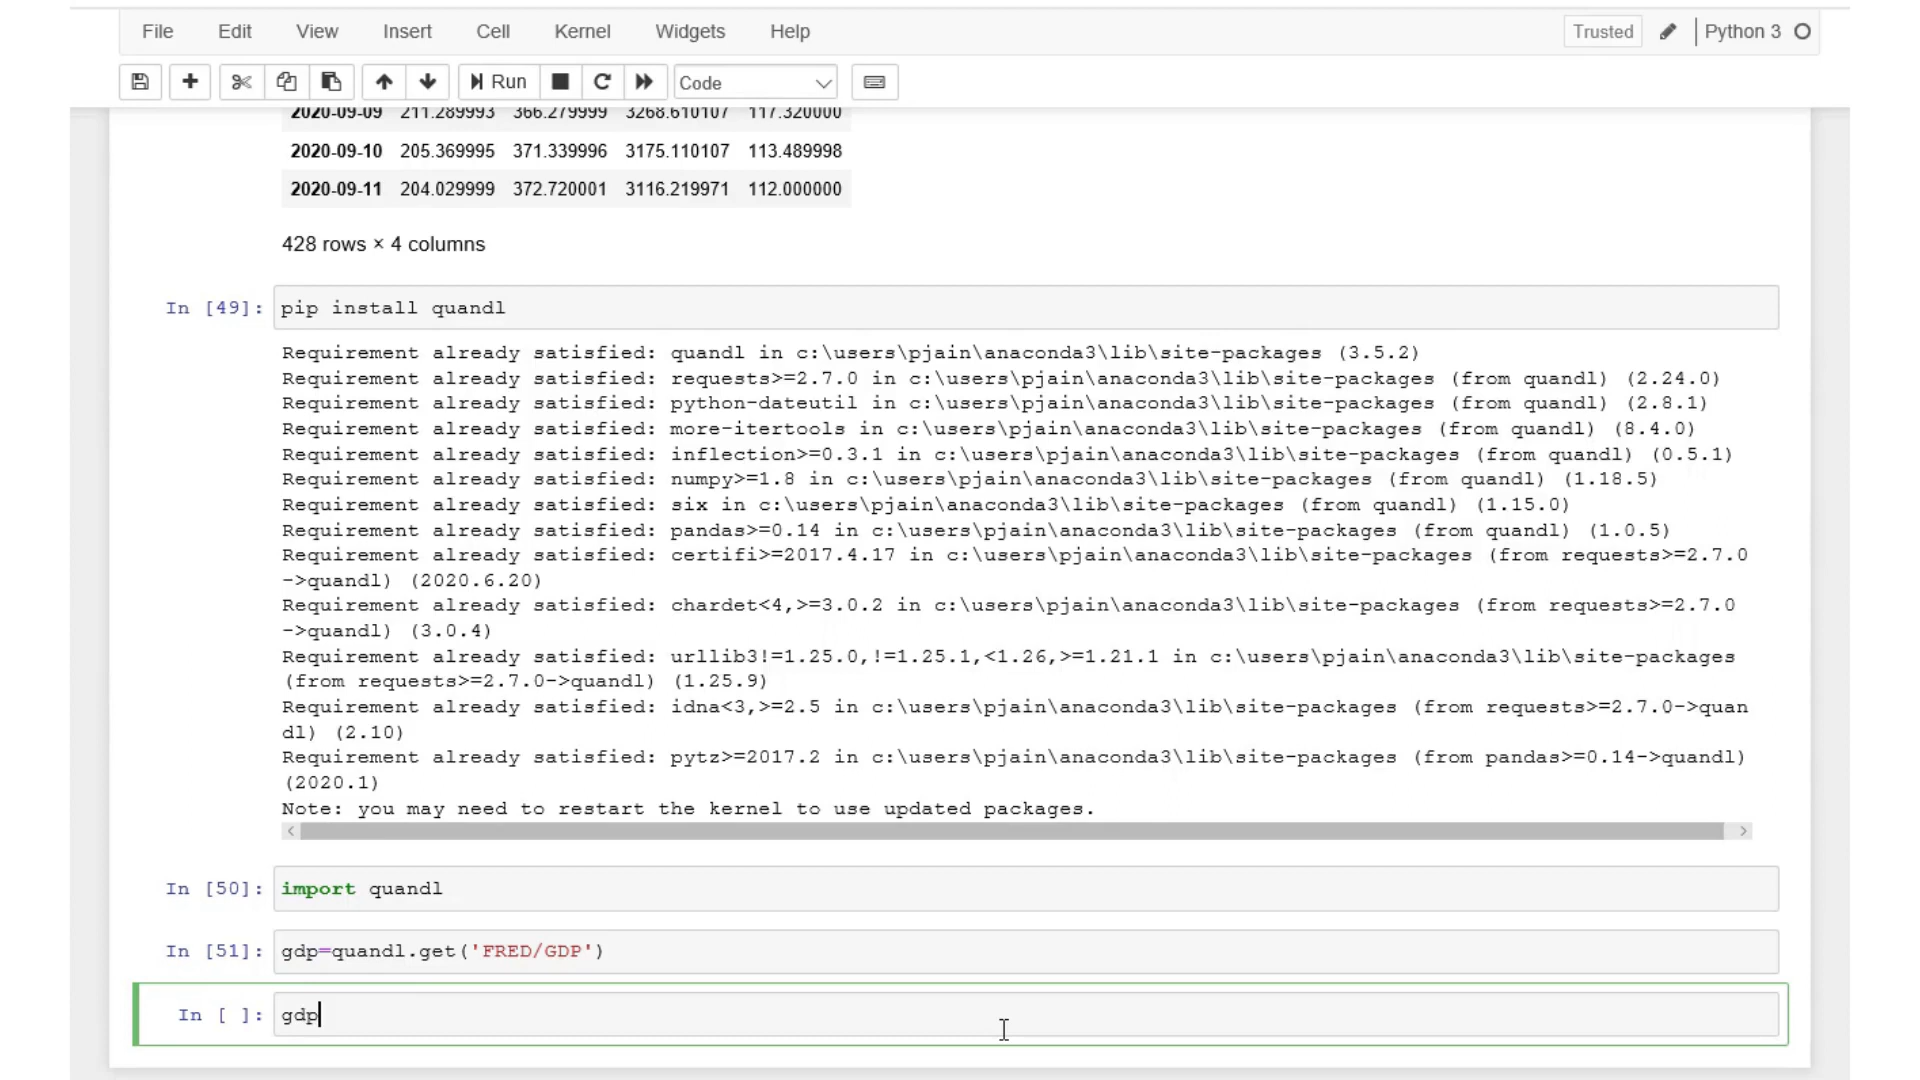 File Edit View Insert Cell Kernel Widgets Help Trusted Python 3
Run Code
2020-09-09 211.289993 366.279999 3268.610107 117.320000
2020-09-10 205.369995 371.339996 3175.110107 113.489998
2020-09-11 204.029999 372.720001 3116.219971 112.000000
428 rows × 4 columns
In [49]: pip install quandl
Requirement already satisfied: quandl in c:\users\pjain\anaconda3\lib\site-packages (3.5.2)
Requirement already satisfied: requests>=2.7.0 in c:\users\pjain\anaconda3\lib\site-packages (from quandl) (2.24.0)
Requirement already satisfied: python-dateutil in c:\users\pjain\anaconda3\lib\site-packages (from quandl) (2.8.1)
Requirement already satisfied: more-itertools in c:\users\pjain\anaconda3\lib\site-packages (from quandl) (8.4.0)
Requirement already satisfied: inflection>=0.3.1 in c:\users\pjain\anaconda3\lib\site-packages (from quandl) (0.5.1)
Requirement already satisfied: numpy>=1.8 in c:\users\pjain\anaconda3\lib\site-packages (from quandl) (1.18.5)
Requirement already satisfied: six in c:\users\pjain\anaconda3\lib\site-packages (from quandl) (1.15.0)
Requirement already satisfied: pandas>=0.14 in c:\users\pjain\anaconda3\lib\site-packages (from quandl) (1.0.5)
Requirement already satisfied: certifi>=2017.4.17 in c:\users\pjain\anaconda3\lib\site-packages (from requests>=2.7.0
->quandl) (2020.6.20)
Requirement already satisfied: chardet<4,>=3.0.2 in c:\users\pjain\anaconda3\lib\site-packages (from requests>=2.7.0
->quandl) (3.0.4)
Requirement already satisfied: urllib3!=1.25.0,!=1.25.1,<1.26,>=1.21.1 in c:\users\pjain\anaconda3\lib\site-packages
(from requests>=2.7.0->quandl) (1.25.9)
Requirement already satisfied: idna<3,>=2.5 in c:\users\pjain\anaconda3\lib\site-packages (from requests>=2.7.0->quan
dl) (2.10)
Requirement already satisfied: pytz>=2017.2 in c:\users\pjain\anaconda3\lib\site-packages (from pandas>=0.14->quandl)
(2020.1)
Note: you may need to restart the kernel to use updated packages.
In [50]: import quandl
In [51]: gdp=quandl.get('FRED/GDP')
In [ ]: gdp